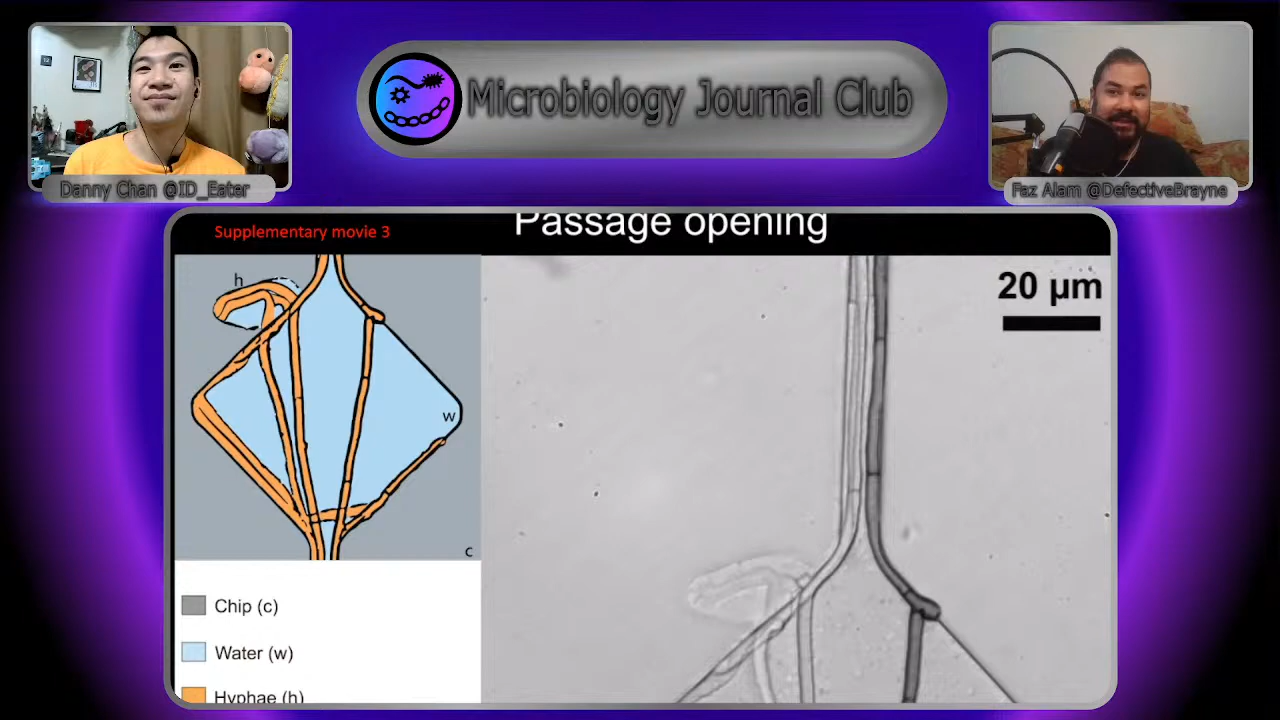 Microbiology Journal Club
Danny Chan @ID_Eater
Faz Alam @DefectiveBrayne
Supplementary movie 3
Passage opening
h
w
c
20 μm
Chip (c)
Water (w)
Hyphae (h)